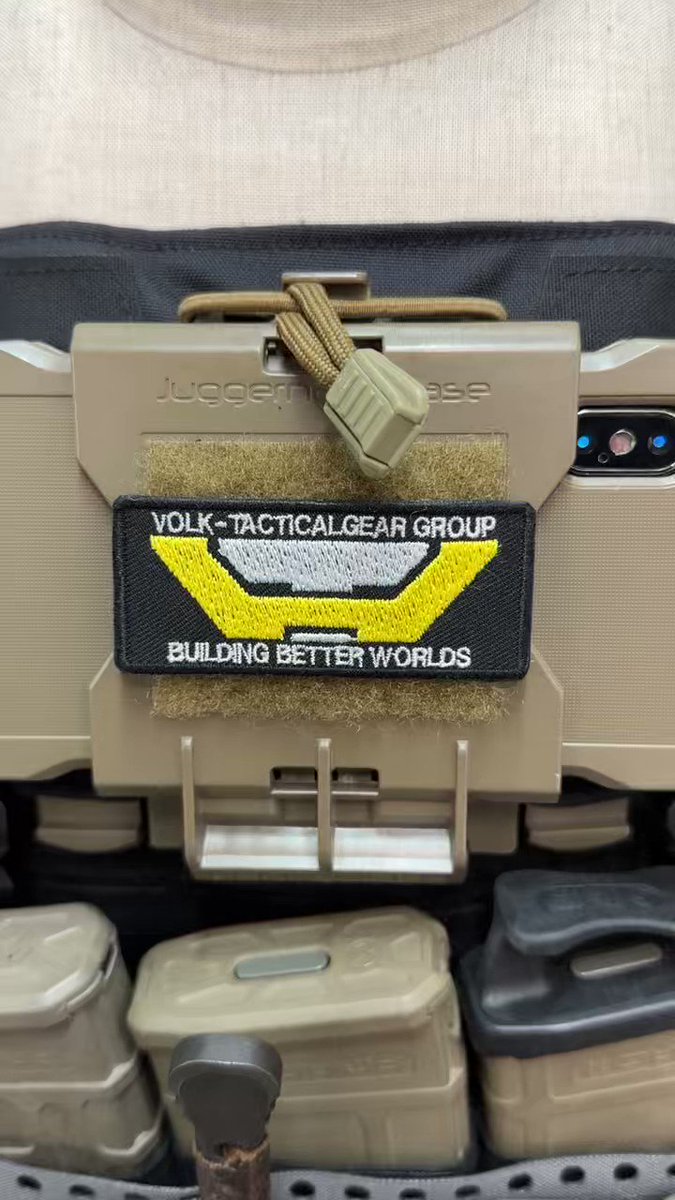 VOLK-TACTICALGEAR GROUP
BUILDING BETTER WORLDS